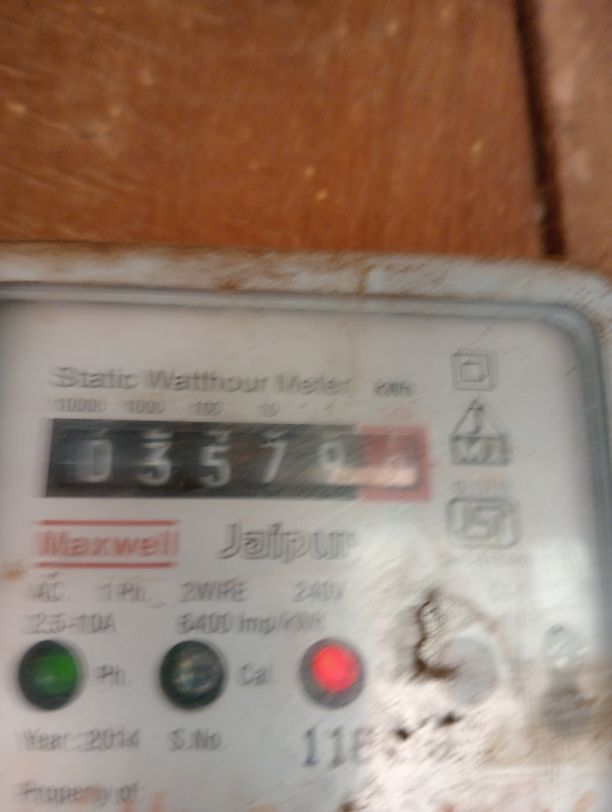 Static Watthour Meter kWh
10000 1000 100 10 1
0 3 5 7 9
Maxwell Jaipur
AC 1 Ph. 2WIRE 240V
2.5-10A 6400 Imp/kWh
Ph. Cal
Year: 2014 S.No.
Property of: